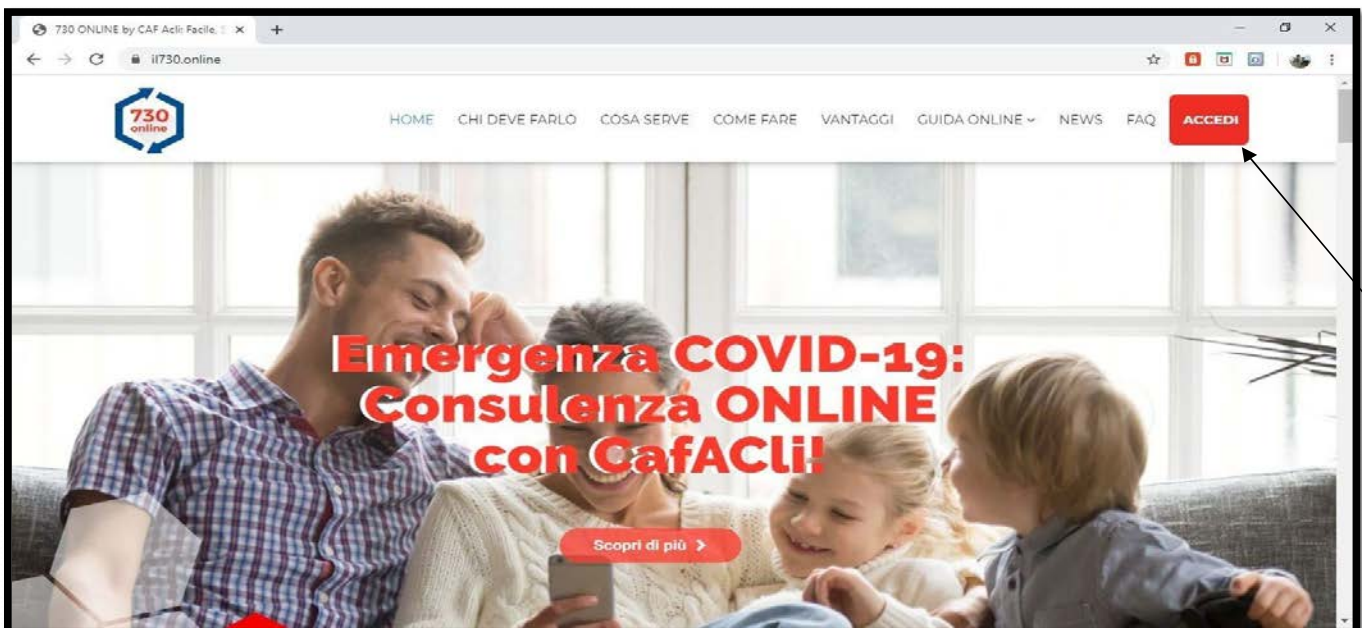 730 ONLINE by CAF Acli: Facile,
il730.online
730
online
HOME CHI DEVE FARLO COSA SERVE COME FARE VANTAGGI GUIDA ONLINE NEWS FAQ ACCEDI
Emergenza COVID-19:
Consulenza ONLINE
con CafACli!
Scopri di più